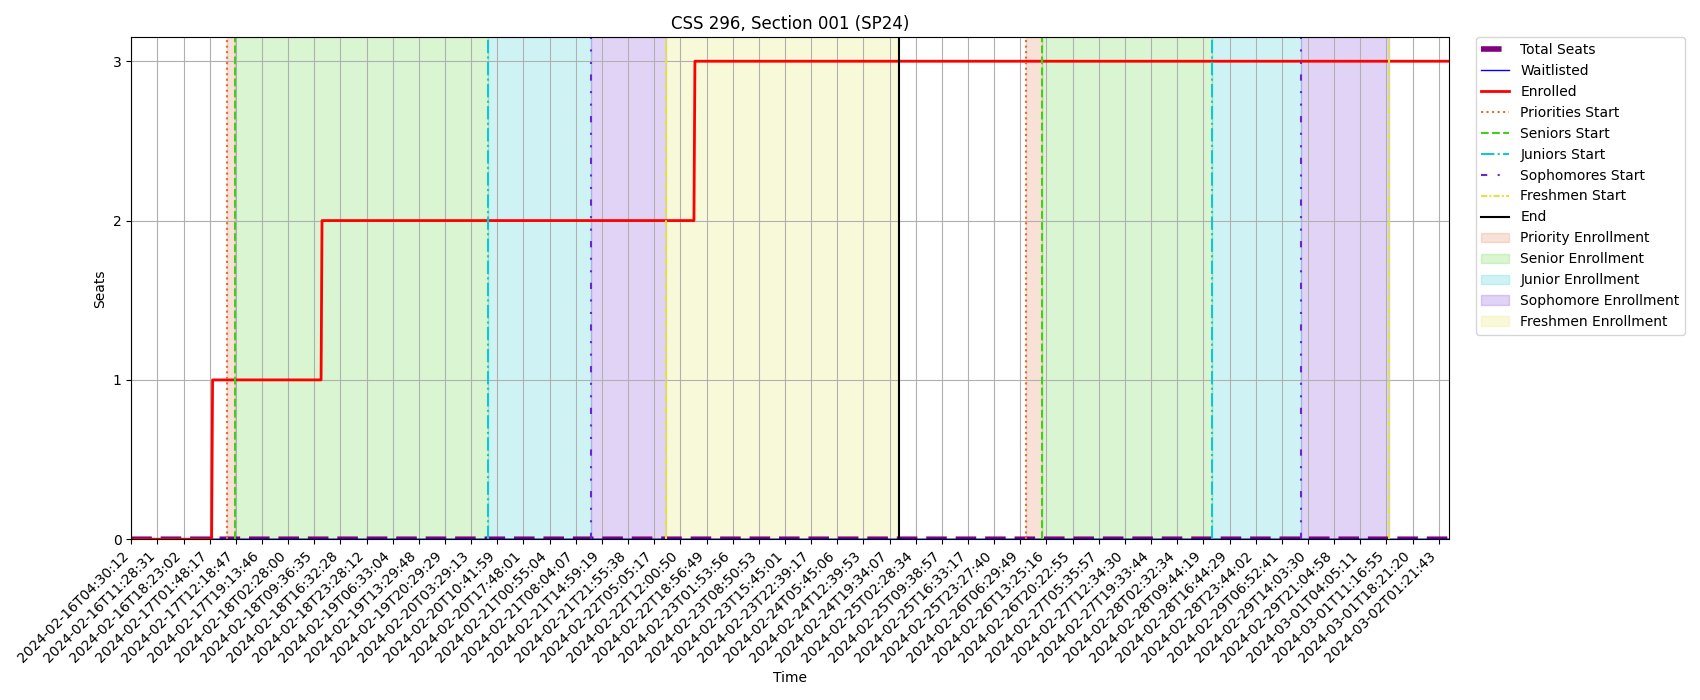 CSS 296, Section 001 (SP24)
Total Seats
Waitlisted
Enrolled
Priorities Start
Seniors Start
Juniors Start
Sophomores Start
Freshmen Start
End
Priority Enrollment
Senior Enrollment
Junior Enrollment
Sophomore Enrollment
Freshmen Enrollment
3
2
1
0
Seats
2024-02-16T04:30:12
2024-02-16T11:28:31
2024-02-16T18:23:02
2024-02-17T01:48:17
2024-02-17T12:18:47
2024-02-17T19:13:46
2024-02-18T02:28:00
2024-02-18T09:36:35
2024-02-18T16:32:28
2024-02-18T23:28:12
2024-02-19T06:33:04
2024-02-19T13:29:48
2024-02-19T20:29:29
2024-02-20T03:29:13
2024-02-20T10:41:59
2024-02-20T17:48:01
2024-02-21T00:55:04
2024-02-21T08:04:07
2024-02-21T14:59:19
2024-02-21T21:55:38
2024-02-22T05:05:17
2024-02-22T12:00:50
2024-02-22T18:56:49
2024-02-23T01:53:56
2024-02-23T08:50:53
2024-02-23T15:45:01
2024-02-23T22:39:17
2024-02-24T05:45:06
2024-02-24T12:39:53
2024-02-24T19:34:07
2024-02-25T02:28:34
2024-02-25T09:38:57
2024-02-25T16:33:17
2024-02-25T23:27:40
2024-02-26T06:29:49
2024-02-26T13:25:16
2024-02-26T20:22:55
2024-02-27T05:35:57
2024-02-27T12:34:30
2024-02-27T19:33:44
2024-02-28T02:32:34
2024-02-28T09:44:19
2024-02-28T16:44:29
2024-02-28T23:44:02
2024-02-29T06:52:41
2024-02-29T14:03:30
2024-02-29T21:04:58
2024-03-01T04:05:11
2024-03-01T11:16:55
2024-03-01T18:21:20
2024-03-02T01:21:43
Time